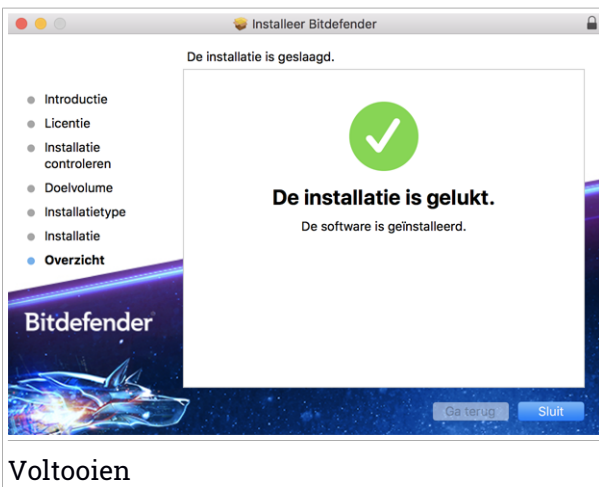 Installeer Bitdefender
De installatie is geslaagd.
Introductie
Licentie
Installatie
controleren
Doelvolume
Installatietype
Installatie
Overzicht
De installatie is gelukt.
De software is geïnstalleerd.
Bitdefender
Ga terug
Sluit
Voltooien